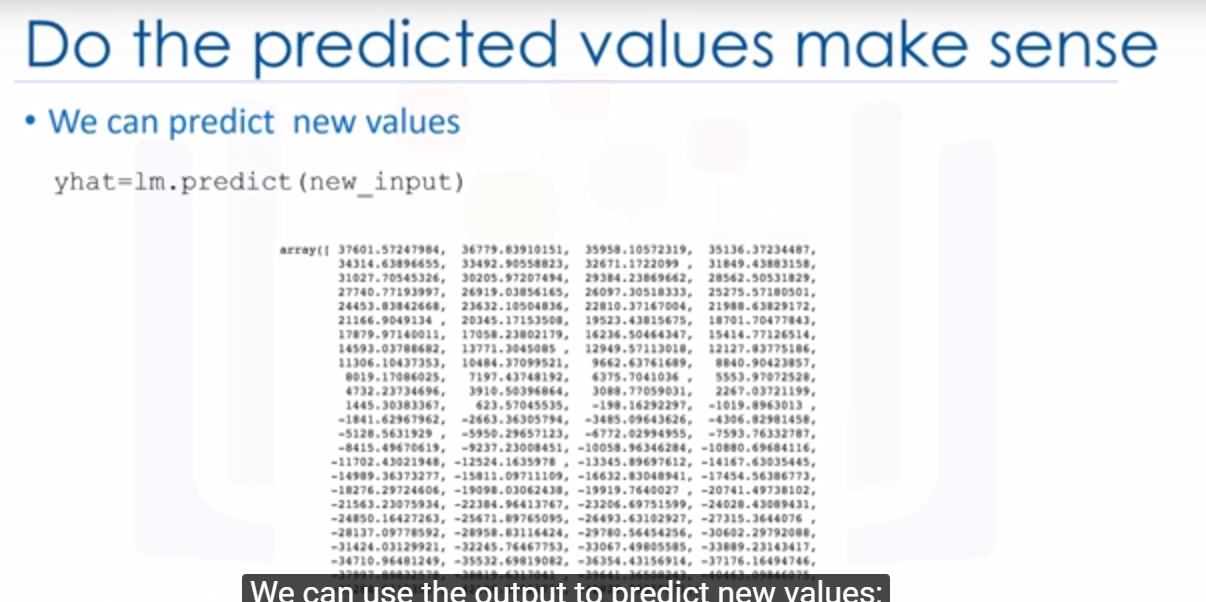 Do the predicted values make sense
• We can predict new values
yhat=lm.predict(new_input)
array([ 37601.57247984, 36779.83910151, 35958.10572319, 35136.37234487,
34314.63896655, 33492.90558823, 32671.1722099 , 31849.43883158,
31027.70545326, 30205.97207494, 29384.23869662, 28562.50531829,
27740.77193997, 26919.03856165, 26097.30518333, 25275.57180501,
24453.83842668, 23632.10504836, 22810.37167004, 21988.63829172,
21166.9049134 , 20345.17153508, 19523.43815675, 18701.70477843,
17879.97140011, 17058.23802179, 16236.50464347, 15414.77126514,
14593.03788682, 13771.3045085 , 12949.57113018, 12127.83775186,
11306.10437353, 10484.37099521, 9662.63761689, 8840.90423857,
8019.17086025, 7197.43748192, 6375.7041036 , 5553.97072528,
4732.23734696, 3910.50396864, 3088.77059031, 2267.03721199,
1445.30383367, 623.57045535, -198.16292297, -1019.8963013 ,
-1841.62967962, -2663.36305794, -3485.09643626, -4306.82981458,
-5128.5631929 , -5950.29657123, -6772.02994955, -7593.76332787,
-8415.49670619, -9237.23008451, -10058.96346284, -10880.69684116,
-11702.43021948, -12524.1635978 , -13345.89697612, -14167.63035445,
-14989.36373277, -15811.09711109, -16632.83048941, -17454.56386773,
-18276.29724606, -19098.03062438, -19919.7640027 , -20741.49738102,
-21563.23075934, -22384.96413767, -23206.69751599, -24028.43089431,
-24850.16427263, -25671.89765095, -26493.63102927, -27315.3644076 ,
-28137.09778592, -28958.83116424, -29780.56454256, -30602.29792088,
-31424.03129921, -32245.76467753, -33067.49805585, -33889.23143417,
-34710.96481249, -35532.69819082, -36354.43156914, -37176.16494746,
We can use the output to predict new values: